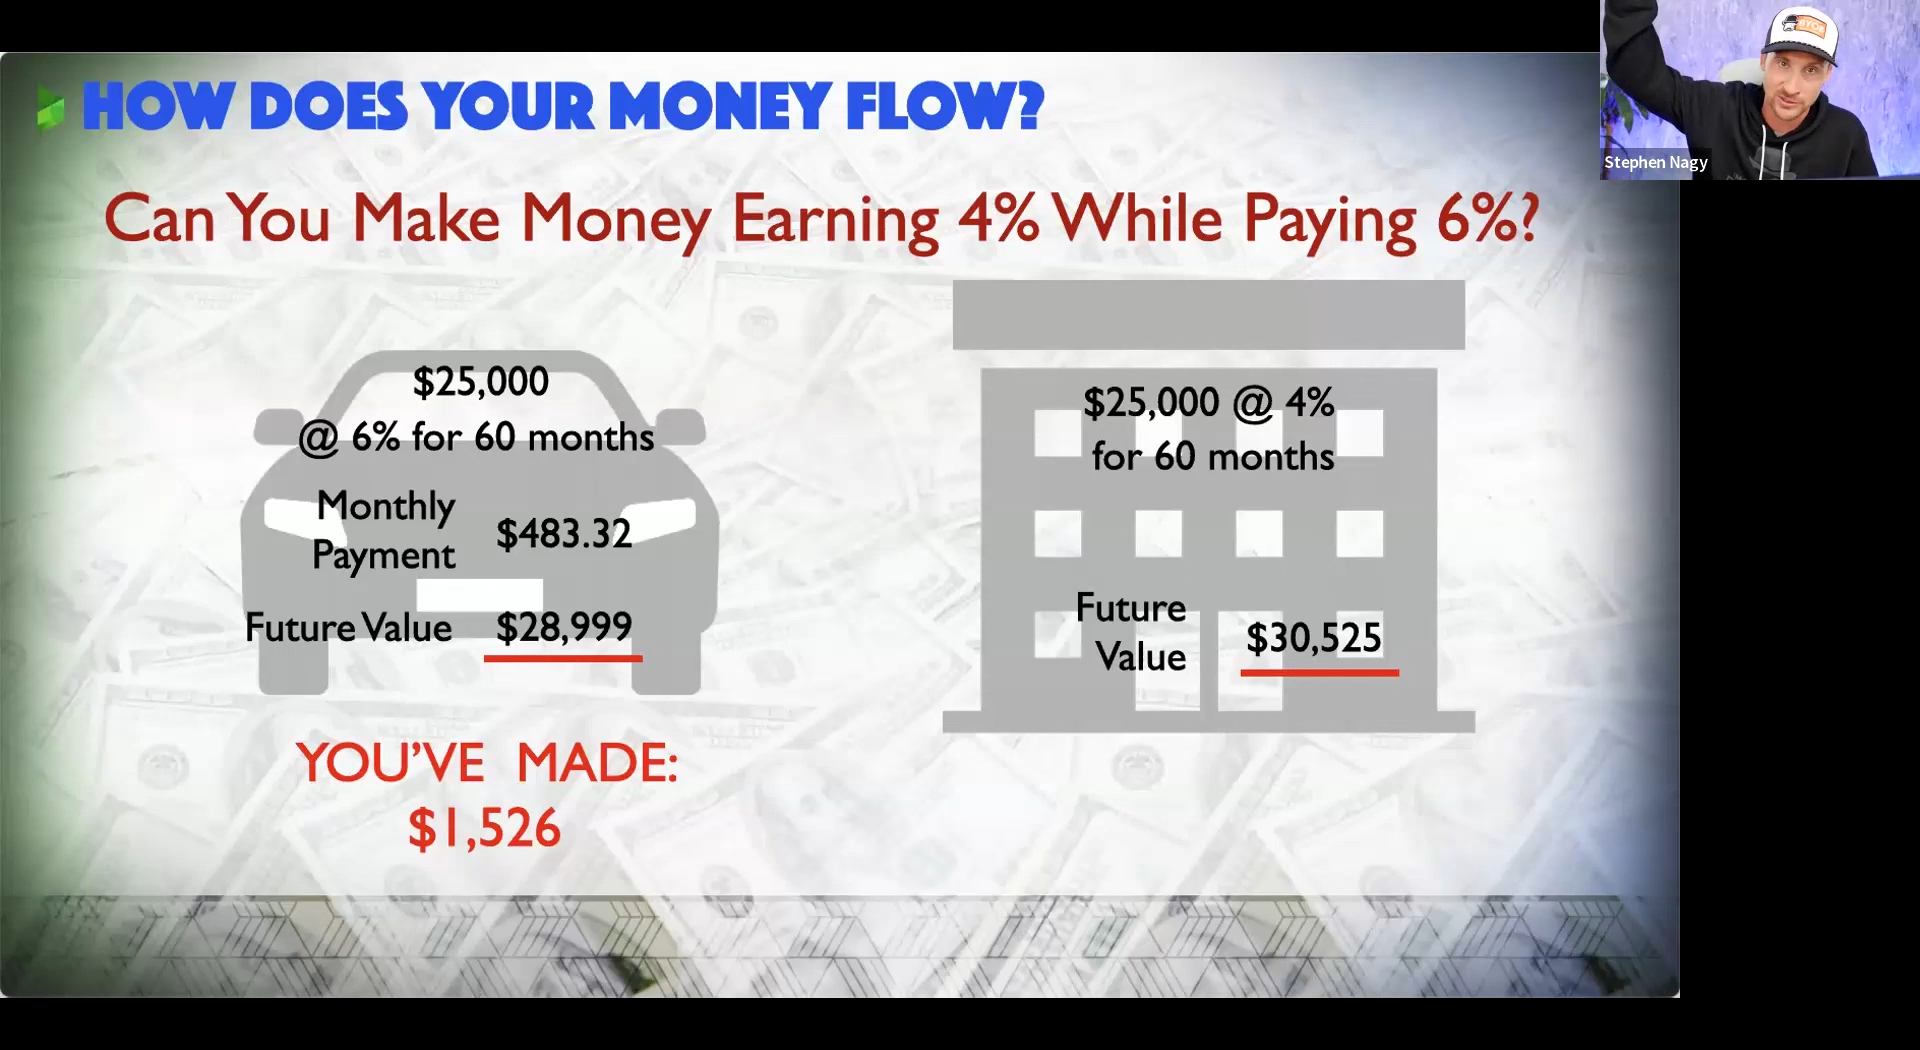 HOW DOES YOUR MONEY FLOW?
Can You Make Money Earning 4% While Paying 6%?
$25,000
@ 6% for 60 months
Monthly
Payment
$483.32
Future Value $28,999
YOU'VE MADE:
$1,526
$25,000 @ 4%
for 60 months
Future
Value
$30,525
Stephen Nagy